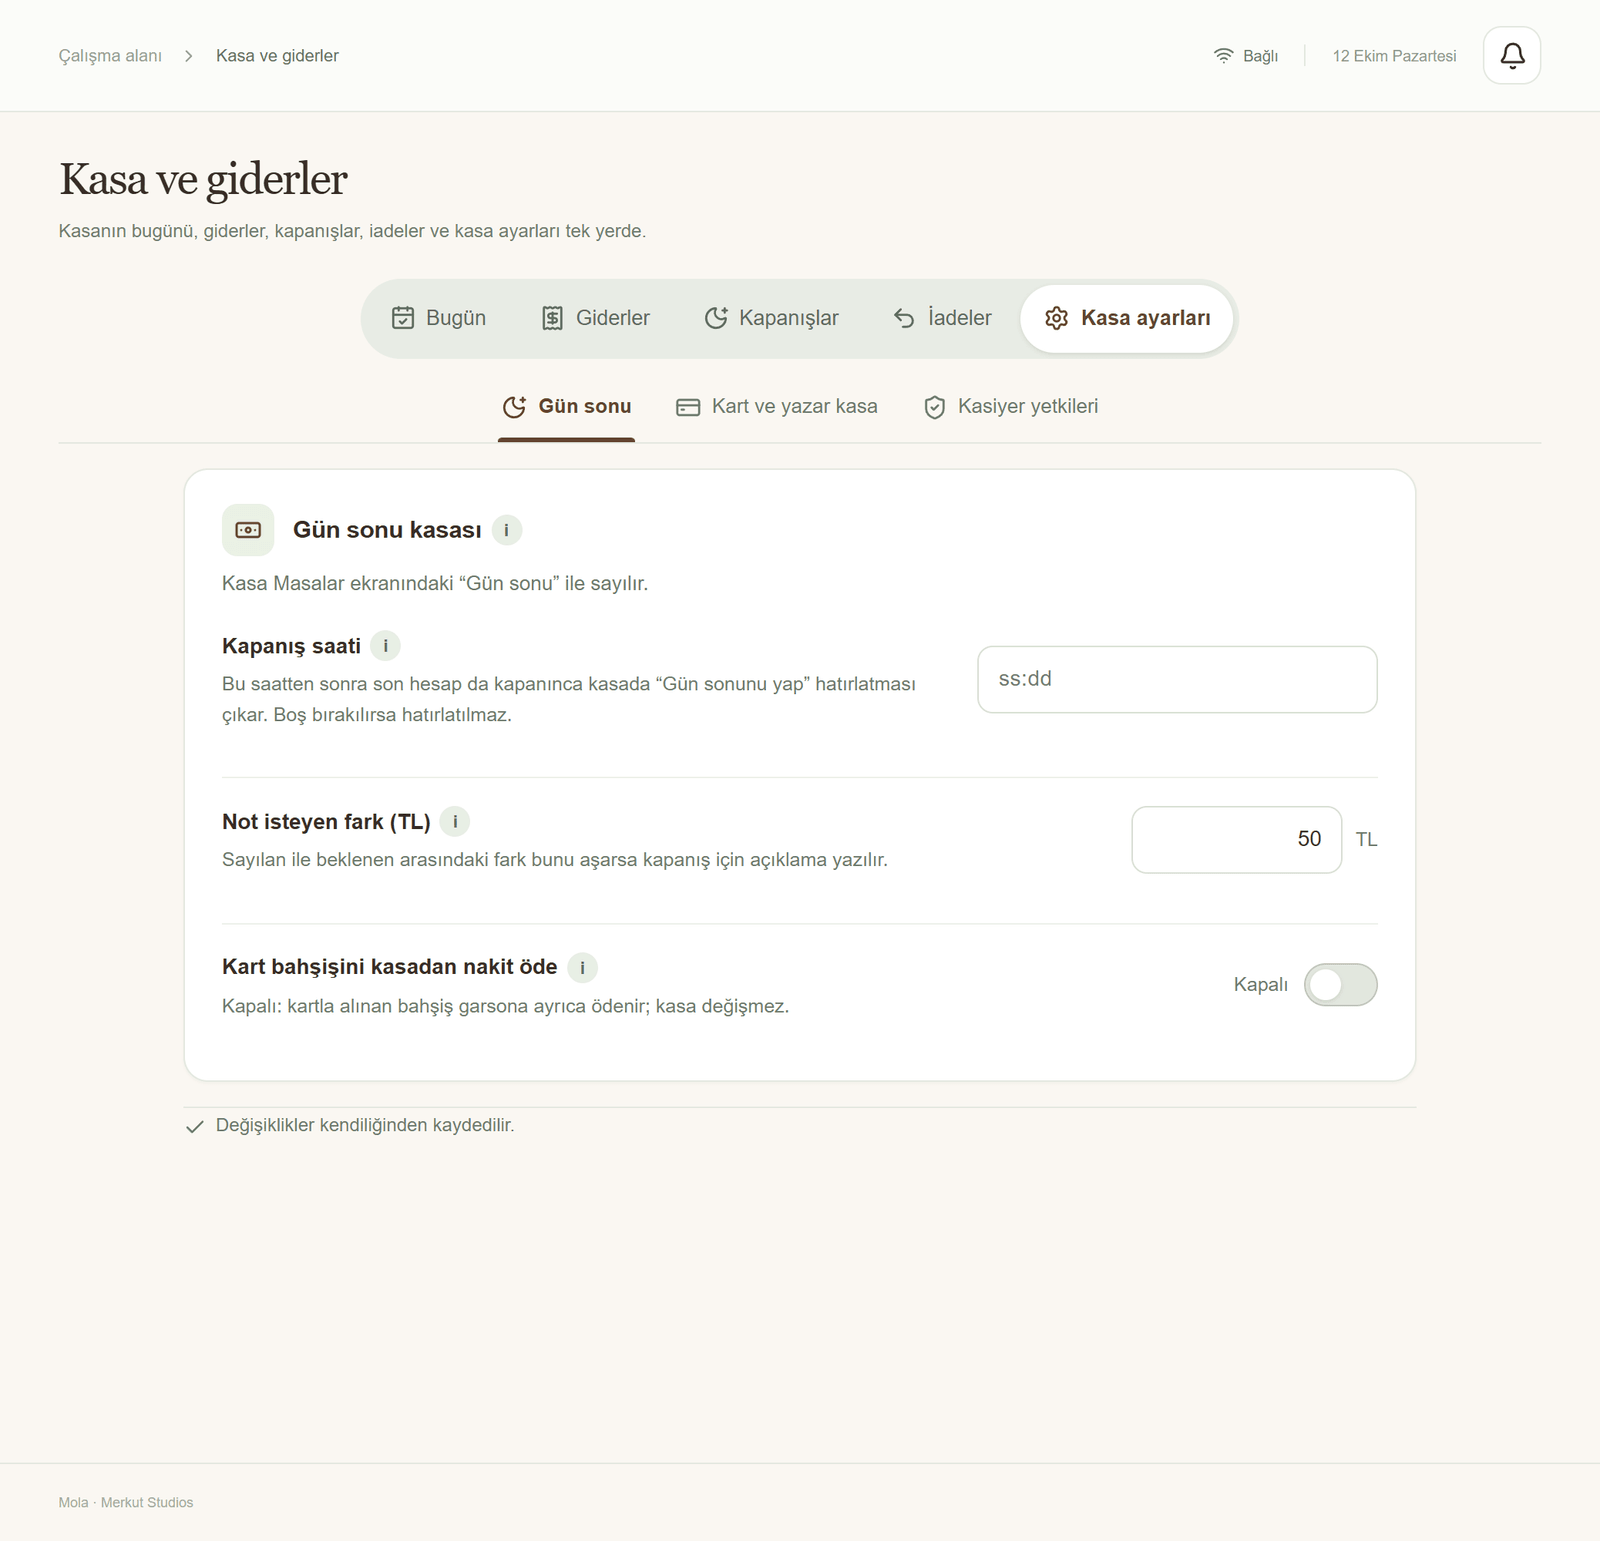 Çalışma alanı > Kasa ve giderler
Bağlı
12 Ekim Pazartesi
Kasa ve giderler
Kasanın bugünü, giderler, kapanışlar, iadeler ve kasa ayarları tek yerde.
Bugün
Giderler
Kapanışlar
İadeler
Kasa ayarları
Gün sonu
Kart ve yazar kasa
Kasiyer yetkileri
Gün sonu kasası i
Kasa Masalar ekranındaki “Gün sonu” ile sayılır.
Kapanış saati i
Bu saatten sonra son hesap da kapanınca kasada “Gün sonunu yap” hatırlatması
çıkar. Boş bırakılırsa hatırlatılmaz.
ss:dd
Not isteyen fark (TL) i
Sayılan ile beklenen arasındaki fark bunu aşarsa kapanış için açıklama yazılır.
50 TL
Kart bahşişini kasadan nakit öde i
Kapalı: kartla alınan bahşiş garsona ayrıca ödenir; kasa değişmez.
Kapalı
Değişiklikler kendiliğinden kaydedilir.
Mola · Merkut Studios